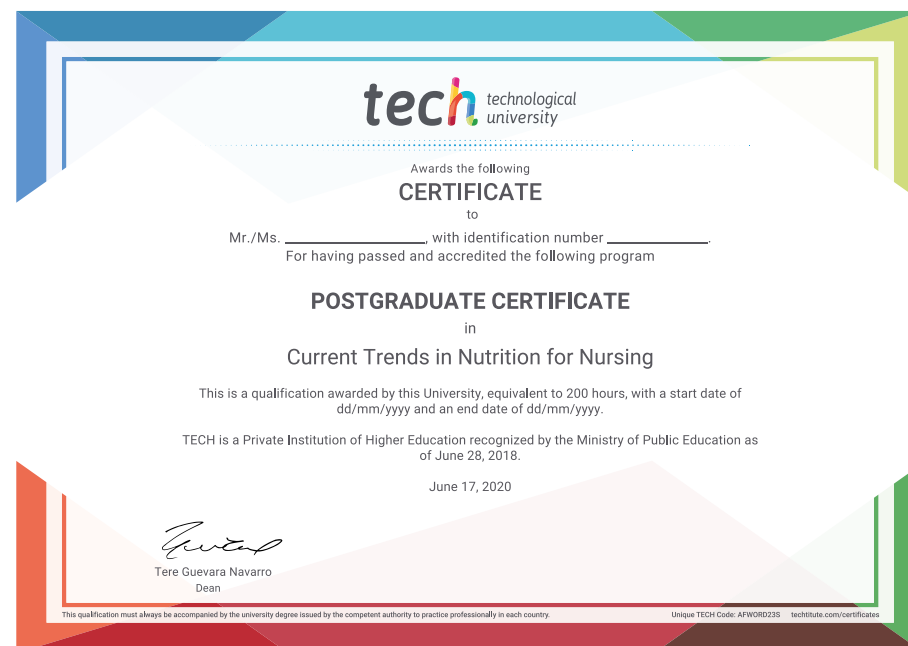 tech technological
university
Awards the following
CERTIFICATE
to
Mr./Ms. ____________________, with identification number ______________.
For having passed and accredited the following program
POSTGRADUATE CERTIFICATE
in
Current Trends in Nutrition for Nursing
This is a qualification awarded by this University, equivalent to 200 hours, with a start date of
dd/mm/yyyy and an end date of dd/mm/yyyy.
TECH is a Private Institution of Higher Education recognized by the Ministry of Public Education as
of June 28, 2018.
June 17, 2020
Tere Guevara Navarro
Dean
This qualification must always be accompanied by the university degree issued by the competent authority to practice professionally in each country. Unique TECH Code: AFWORD23S techtitute.com/certificates